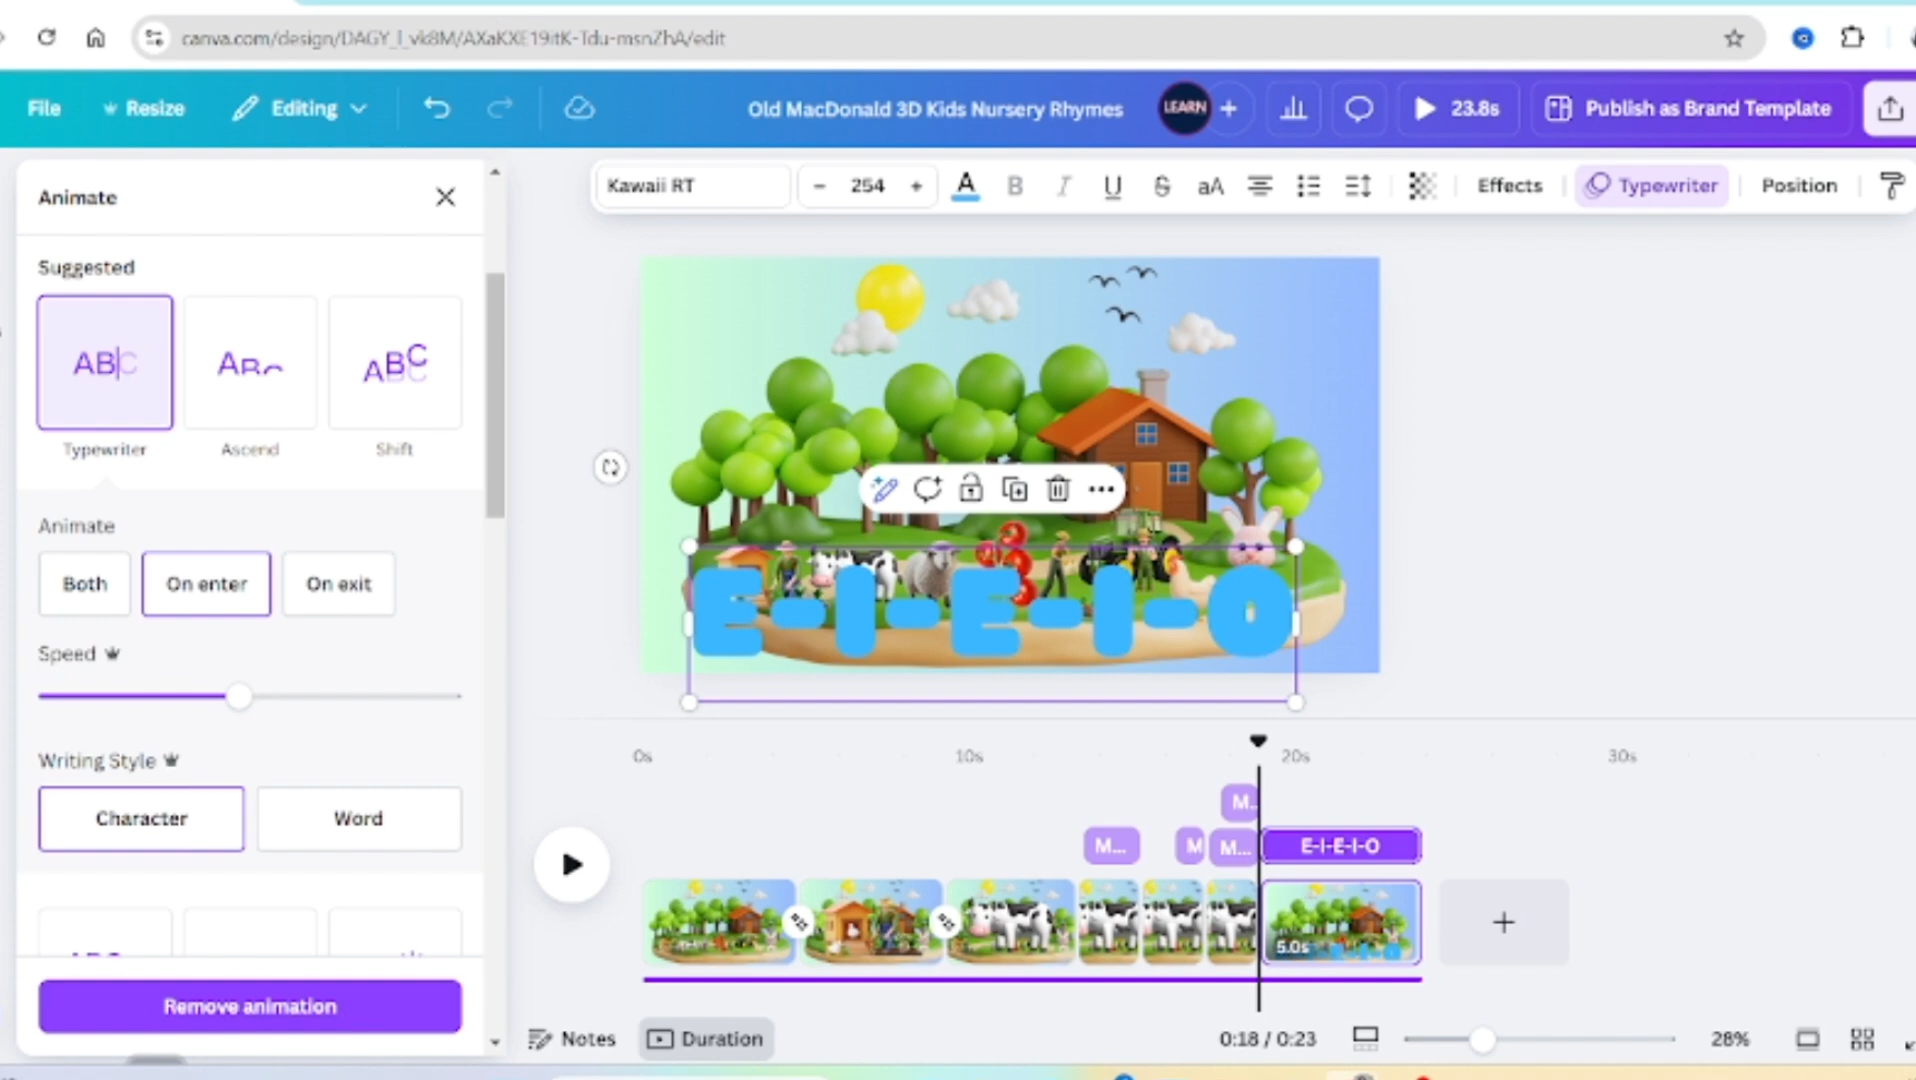 canva.com/design/DAGY_l_vk8M/AXaKXE19itK-Tdu-msnZhA/edit
File Resize Editing Old MacDonald 3D Kids Nursery Rhymes LEARN + 23.8s Publish as Brand Template
Animate
Kawaii RT - 254 + A B I U S aA Effects Typewriter Position
Suggested
ABC ABC ABC
Typewriter Ascend Shift
Animate
Both On enter On exit
E-I-E-I-O
Speed
Writing Style
Character Word
Remove animation
0s 10s 20s 30s
M...
M... M M... E-I-E-I-O
5.0s
Notes Duration 0:18 / 0:23 28%